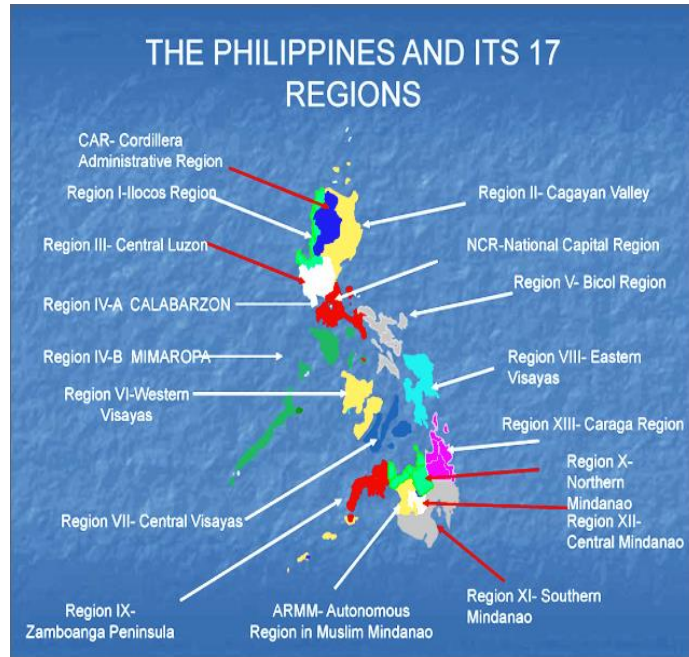 THE PHILIPPINES AND ITS 17
REGIONS
CAR- Cordillera
Administrative Region
Region I-Ilocos Region
Region II- Cagayan Valley
Region III- Central Luzon
NCR-National Capital Region
Region V- Bicol Region
Region IV-A CALABARZON
Region IV-B MIMAROPA
Region VIII- Eastern
Visayas
Region VI-Western
Visayas
Region XIII- Caraga Region
Region X-
Northern
Mindanao
Region VII- Central Visayas
Region XII-
Central Mindanao
Region IX-
Zamboanga Peninsula
ARMM- Autonomous
Region in Muslim Mindanao
Region XI- Southern
Mindanao